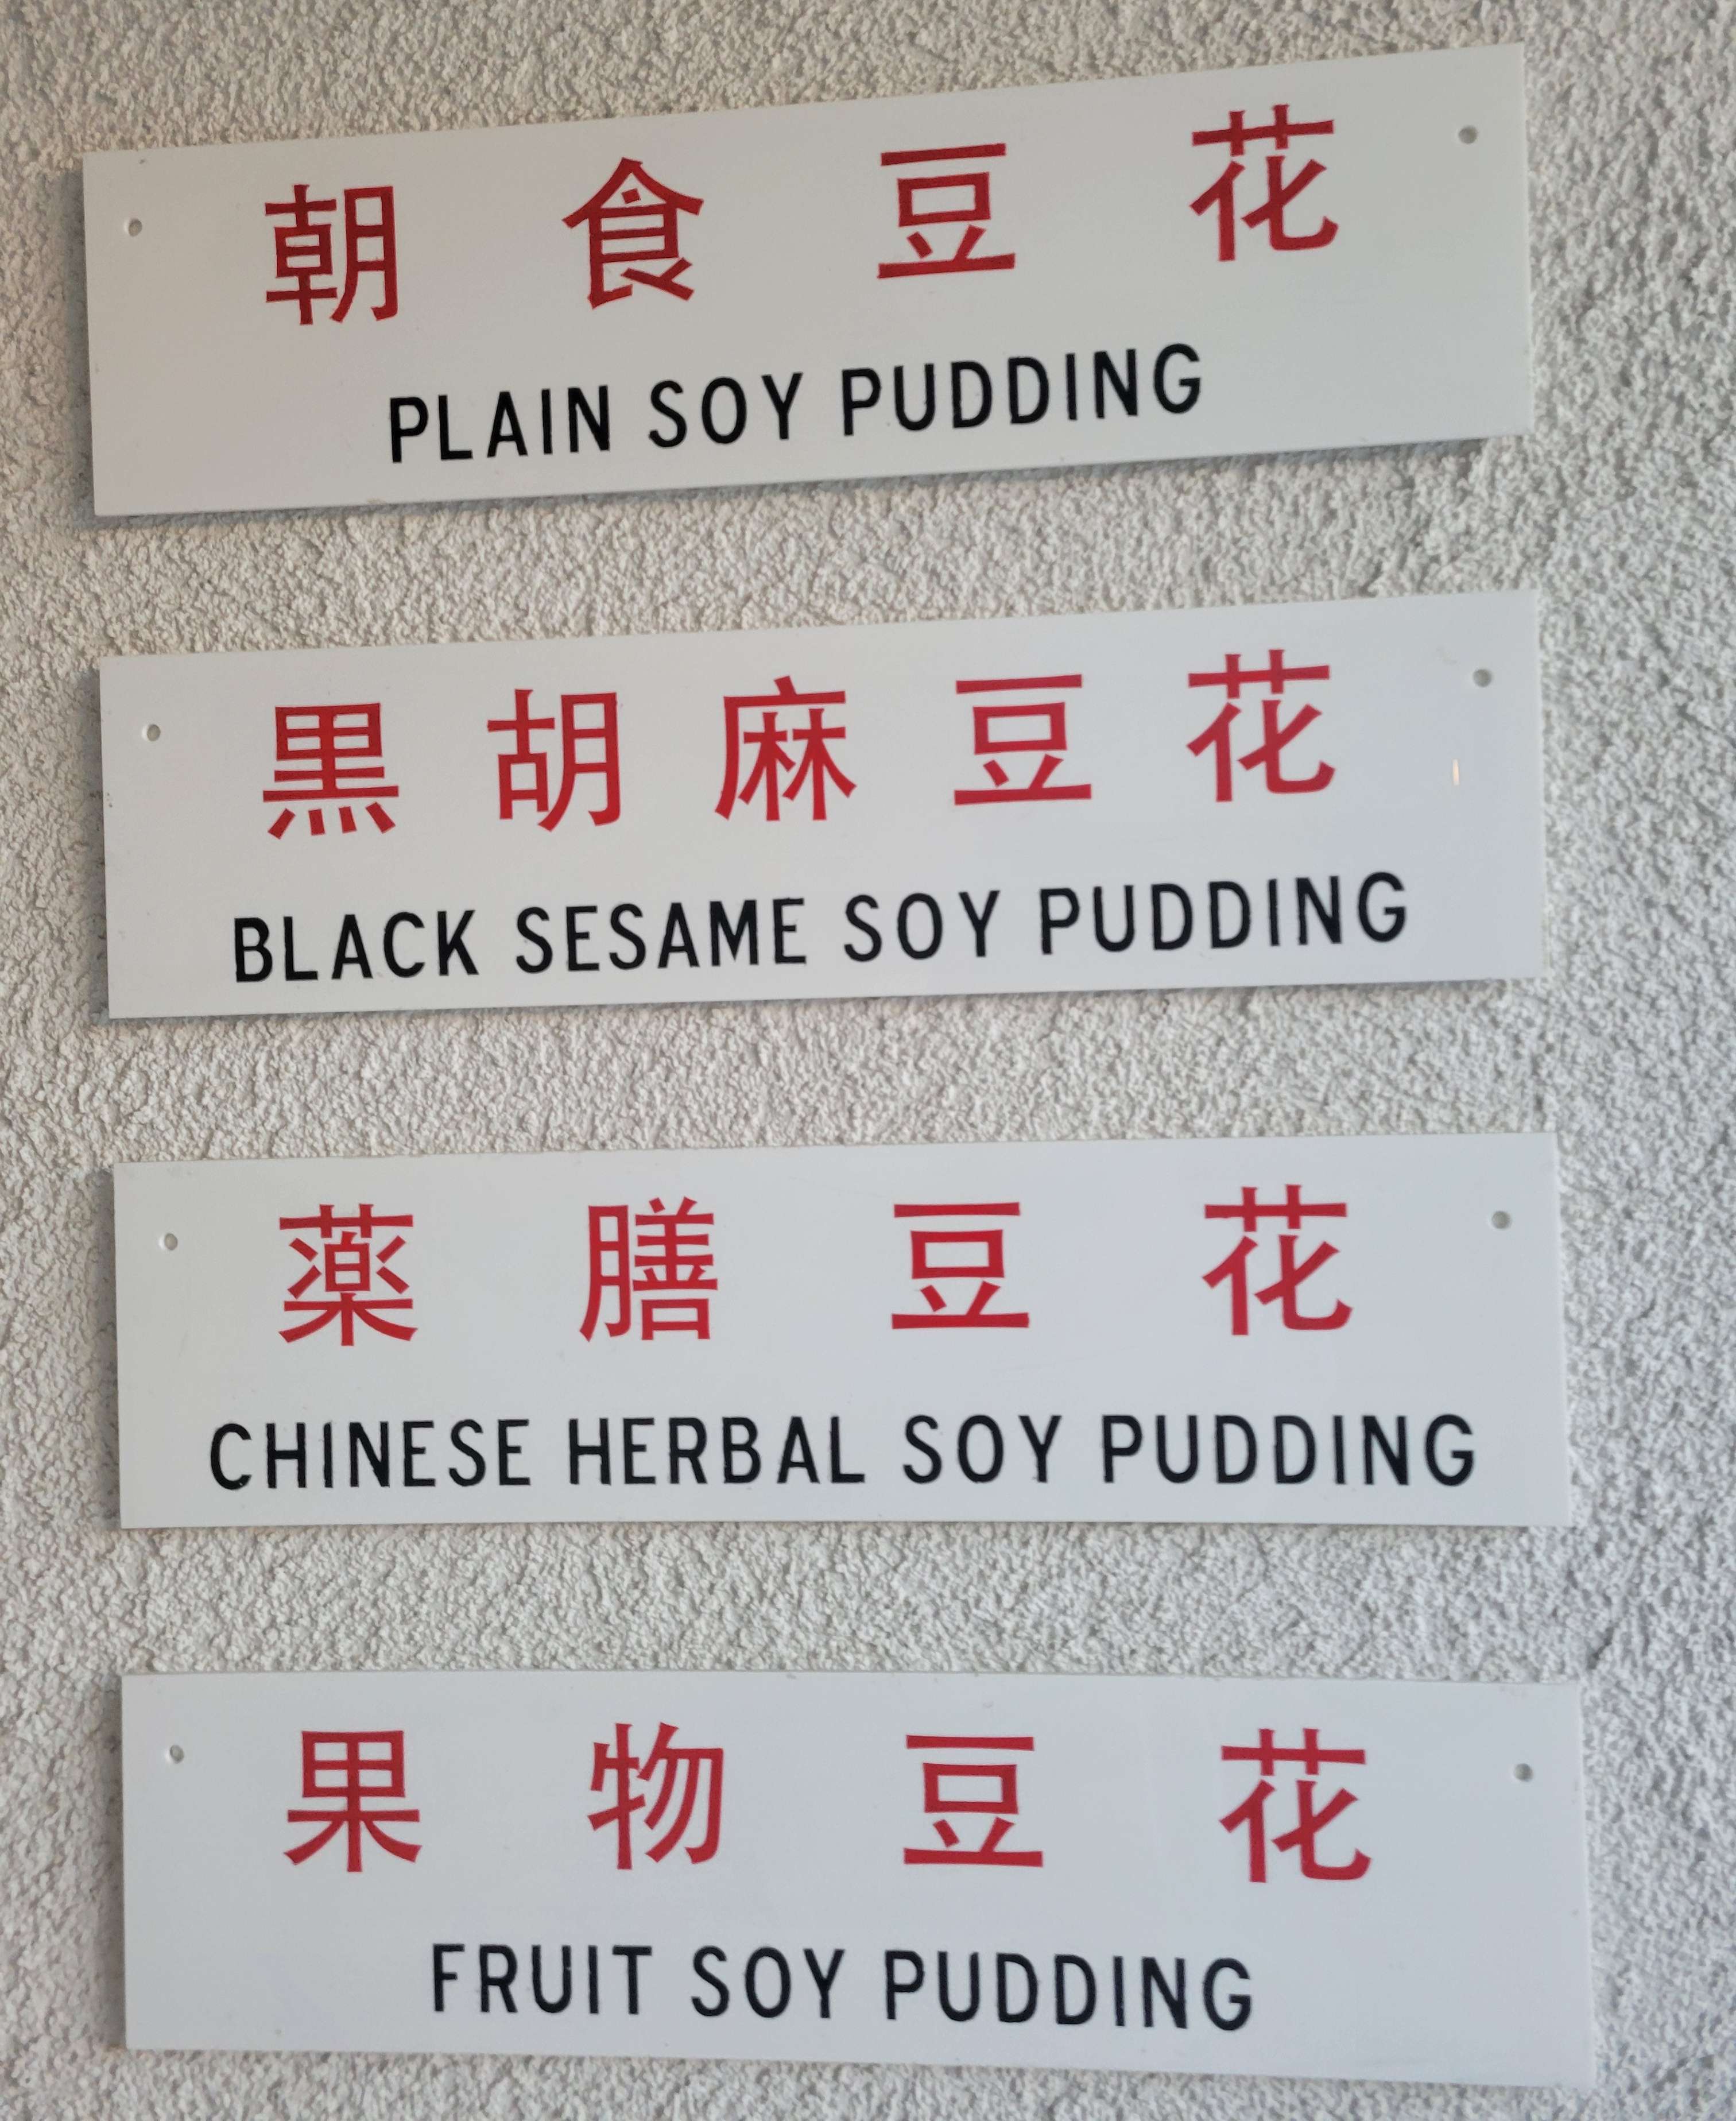 朝食豆花
PLAIN SOY PUDDING
黒胡麻豆花
BLACK SESAME SOY PUDDING
薬膳豆花
CHINESE HERBAL SOY PUDDING
果物豆花
FRUIT SOY PUDDING